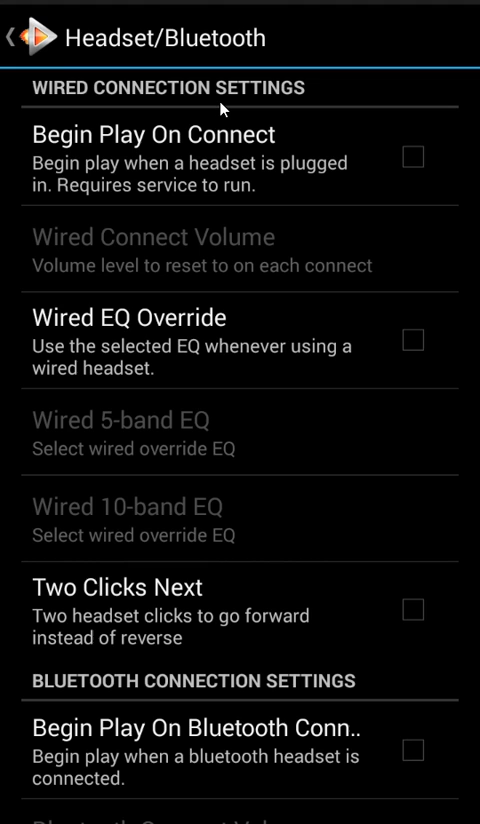 Headset/Bluetooth
WIRED CONNECTION SETTINGS
Begin Play On Connect
Begin play when a headset is plugged
in. Requires service to run.
Wired Connect Volume
Volume level to reset to on each connect
Wired EQ Override
Use the selected EQ whenever using a
wired headset.
Wired 5-band EQ
Select wired override EQ
Wired 10-band EQ
Select wired override EQ
Two Clicks Next
Two headset clicks to go forward
instead of reverse
BLUETOOTH CONNECTION SETTINGS
Begin Play On Bluetooth Conn..
Begin play when a bluetooth headset is
connected.